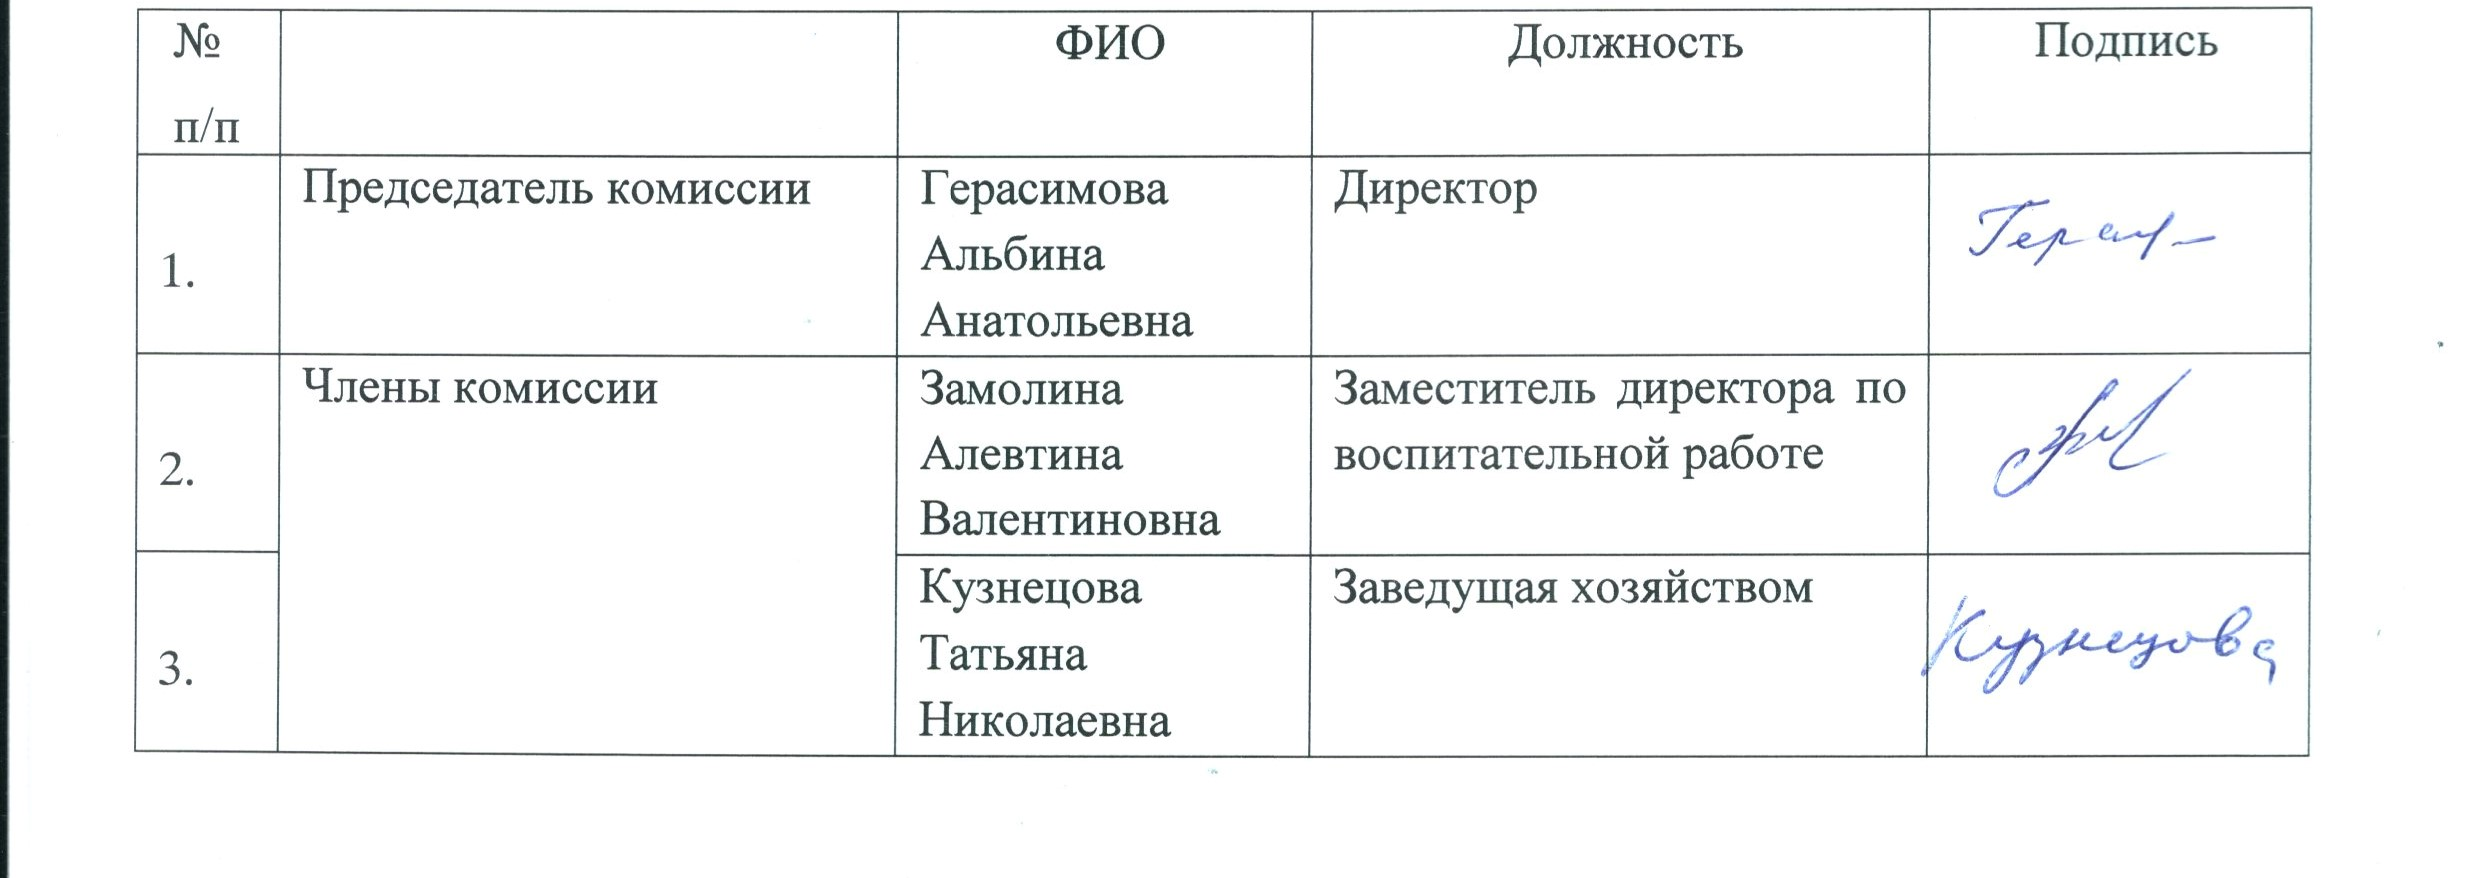 №
п/п
ФИО
Должность
Подпись
1.
Председатель комиссии
Герасимова
Альбина
Анатольевна
Директор
2.
Члены комиссии
Замолина
Алевтина
Валентиновна
Заместитель директора по
воспитательной работе
3.
Кузнецова
Татьяна
Николаевна
Заведущая хозяйством
Кузнецова